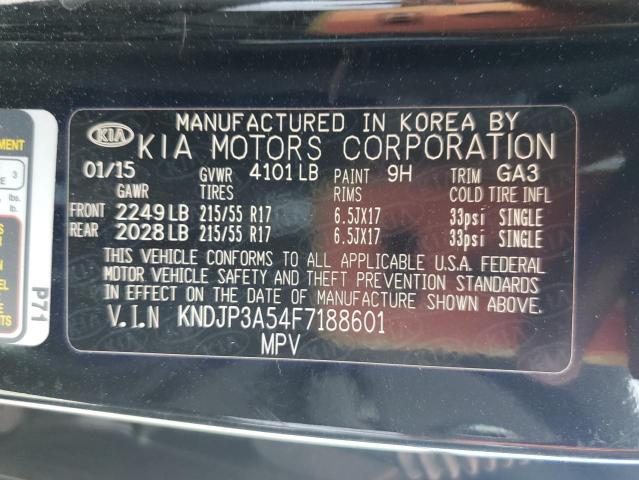 MANUFACTURED IN KOREA BY
KIA KIA MOTORS CORPORATION
01/15 GVWR 4101 LB PAINT 9H TRIM GA3
GAWR TIRES RIMS COLD TIRE INFL
FRONT 2249 LB 215/55 R17 6.5JX17 33psi SINGLE
REAR 2028 LB 215/55 R17 6.5JX17 33psi SINGLE
THIS VEHICLE CONFORMS TO ALL APPLICABLE U.S.A. FEDERAL
MOTOR VEHICLE SAFETY AND THEFT PREVENTION STANDARDS
IN EFFECT ON THE DATE OF MANUFACTURE SHOWN ABOVE.
V.I.N KNDJP3A54F7188601
MPV
3
P71